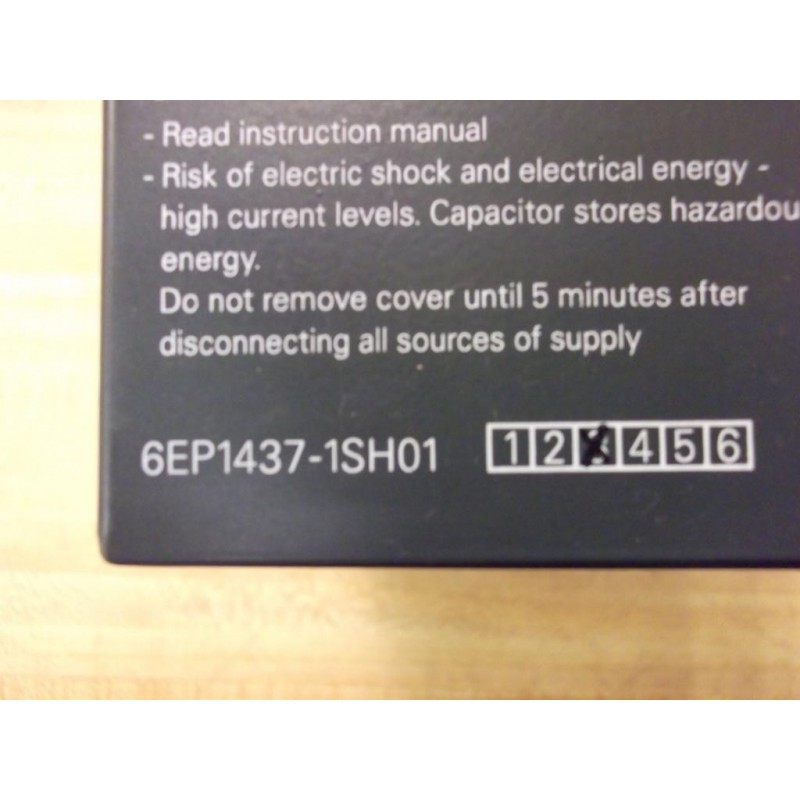 - Read instruction manual
- Risk of electric shock and electrical energy -
high current levels. Capacitor stores hazardou
energy.
Do not remove cover until 5 minutes after
disconnecting all sources of supply
6EP1437-1SH01 1 2 3 4 5 6